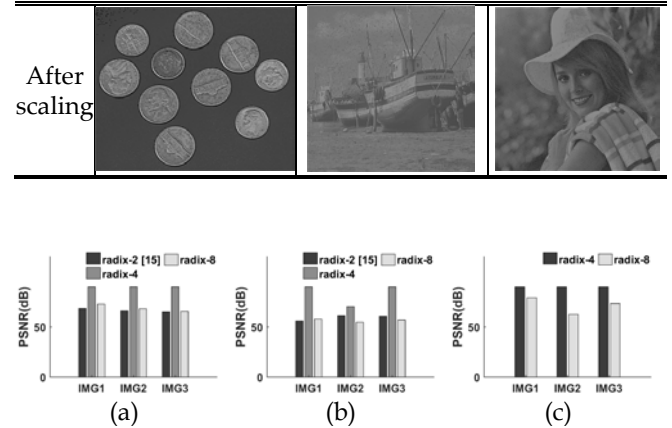 After
scaling
radix-2 [15] radix-8
radix-4
PSNR(dB)
50
0
IMG1 IMG2 IMG3
(a)
radix-2 [15] radix-8
radix-4
PSNR(dB)
50
0
IMG1 IMG2 IMG3
(b)
radix-4 radix-8
PSNR(dB)
50
0
IMG1 IMG2 IMG3
(c)